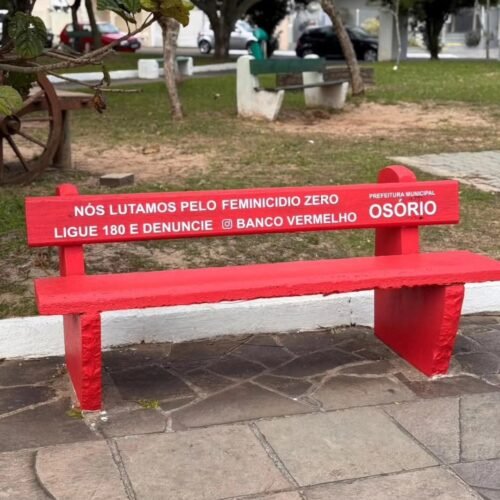 NÓS LUTAMOS PELO FEMINICIDIO ZERO
LIGUE 180 E DENUNCIE BANCO VERMELHO
PREFEITURA MUNICIPAL
OSÓRIO